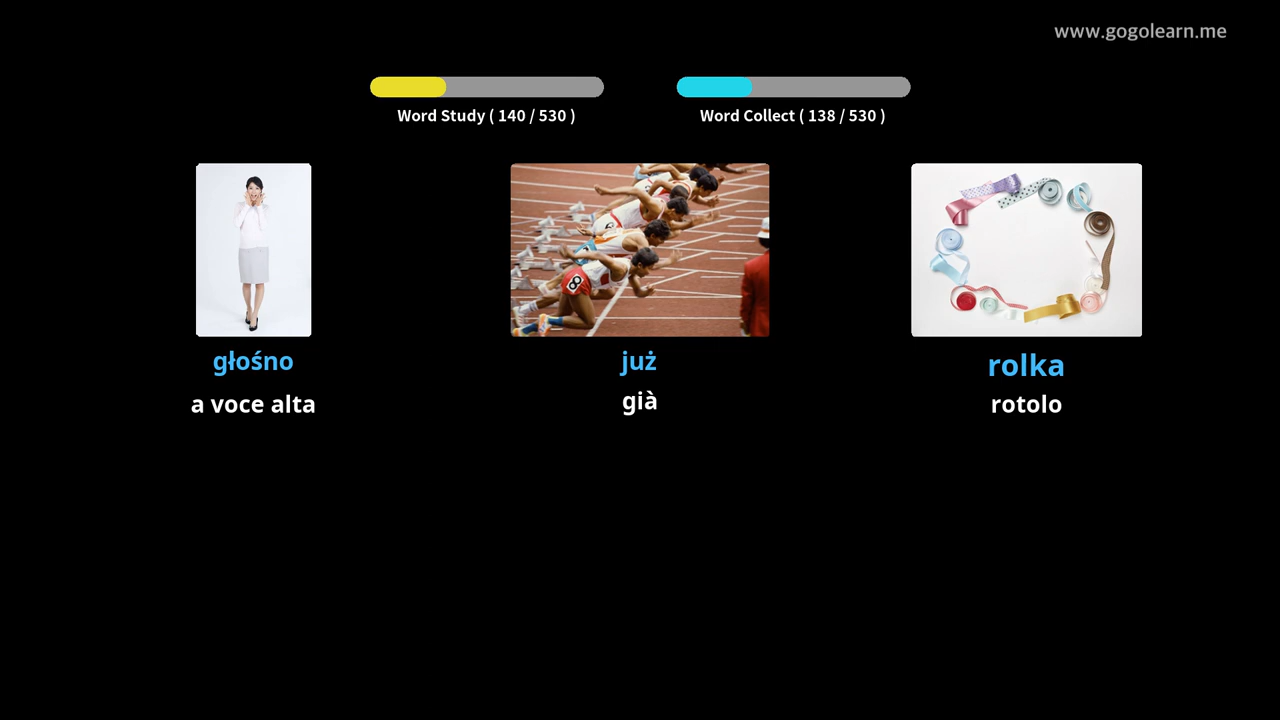 www.gogolearn.me
Word Study ( 140 / 530 )
Word Collect ( 138 / 530 )
głośno
już
rolka
a voce alta
già
rotolo